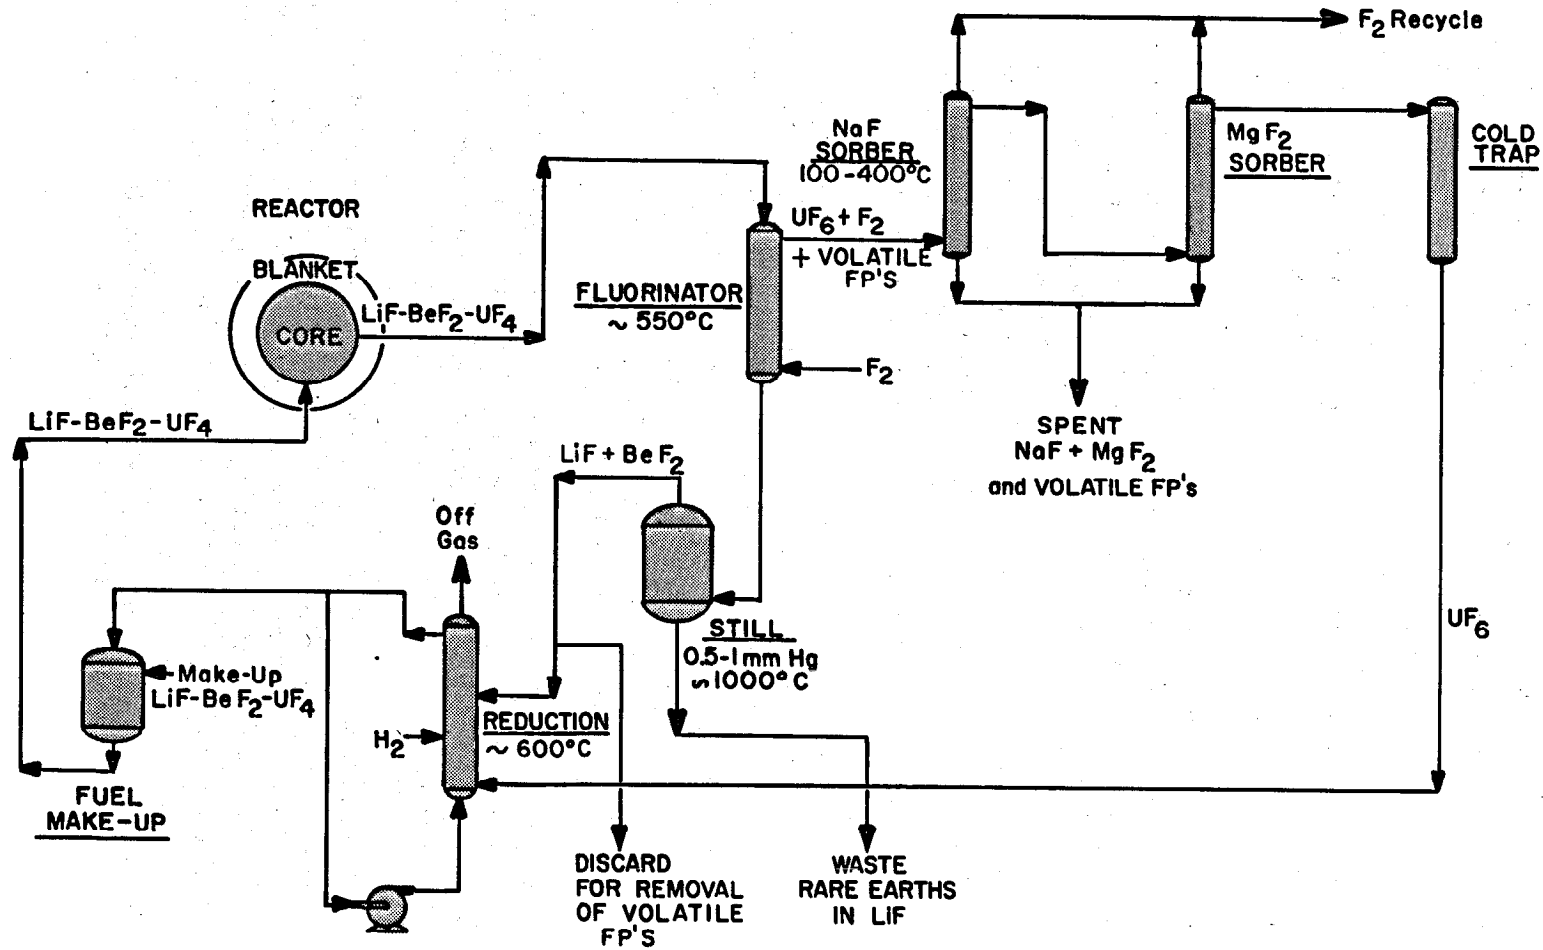 F2 Recycle
NaF
SORBER
100-400°C
MgF2
SORBER
COLD
TRAP
REACTOR
BLANKET
CORE
LiF-BeF2-UF4
UF6 + F2
+ VOLATILE
FP'S
FLUORINATOR
~ 550°C
F2
LiF-BeF2-UF4
LiF + BeF2
SPENT
NaF + MgF2
and VOLATILE FP's
Off
Gas
UF6
STILL
0.5-1mm Hg
~1000°C
Make-Up
LiF-BeF2-UF4
H2
REDUCTION
~ 600°C
FUEL
MAKE-UP
DISCARD
FOR REMOVAL
OF VOLATILE
FP'S
WASTE
RARE EARTHS
IN LiF